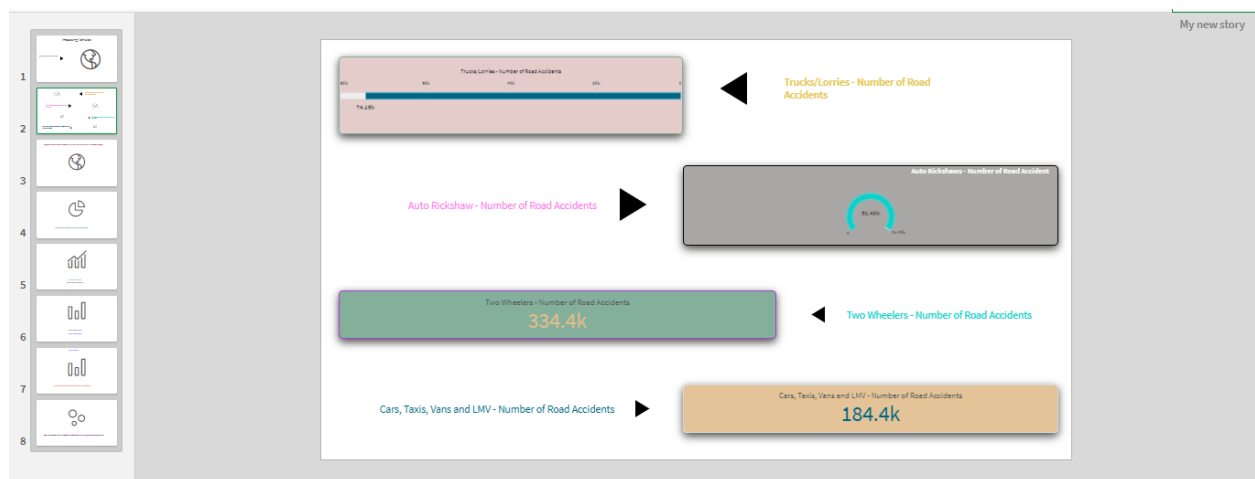 My new story
1
2
3
4
5
6
7
8
Trucks/Lorries - Number of Road Accidents
0
74.16k
Trucks/Lorries - Number of Road
Accidents
Auto Rickshaw - Number of Road Accidents
Auto Rickshaws - Number of Road Accident
0
Two Wheelers - Number of Road Accidents
334.4k
Two Wheelers - Number of Road Accidents
Cars, Taxis, Vans and LMV - Number of Road Accidents
Cars, Taxis, Vans and LMV - Number of Road Accidents
184.4k